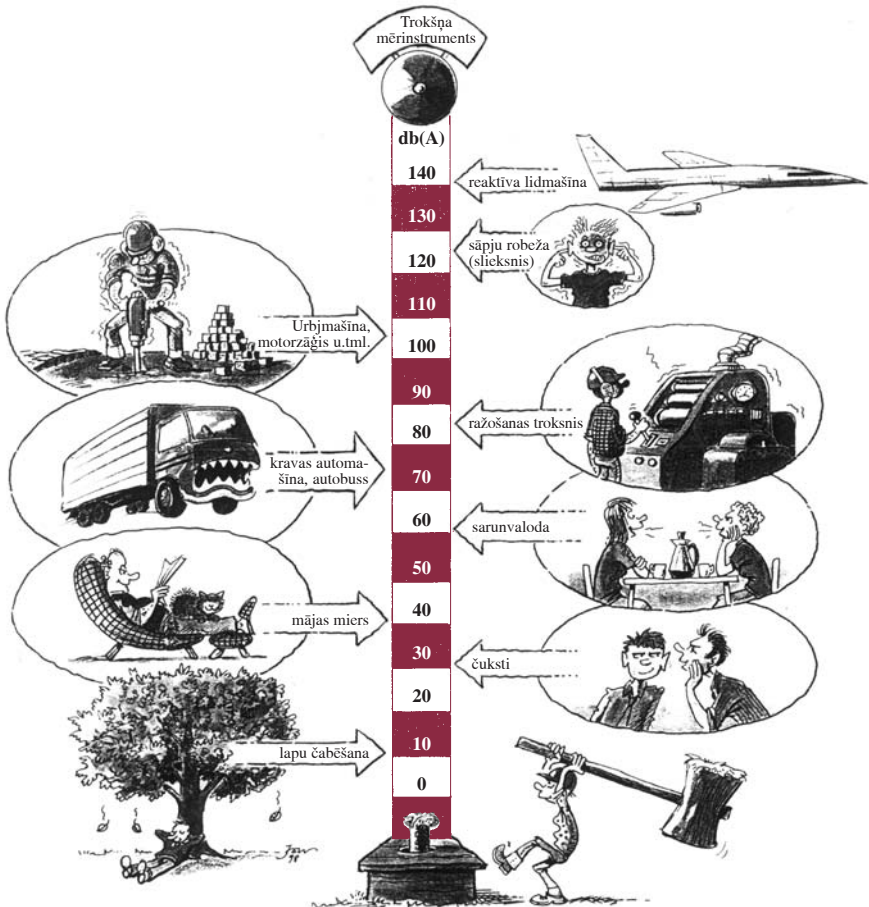 Trokšņa
mērinstruments
db(A)
140
reaktīva lidmašīna
130
120
sāpju robeža
(slieksnis)
110
Urbjmašīna,
motorzāģis u.tml.
100
90
80
ražošanas troksnis
kravas automa-
šīna, autobuss
70
60
sarunvaloda
50
40
mājas miers
30
čuksti
20
10
lapu čabēšana
0